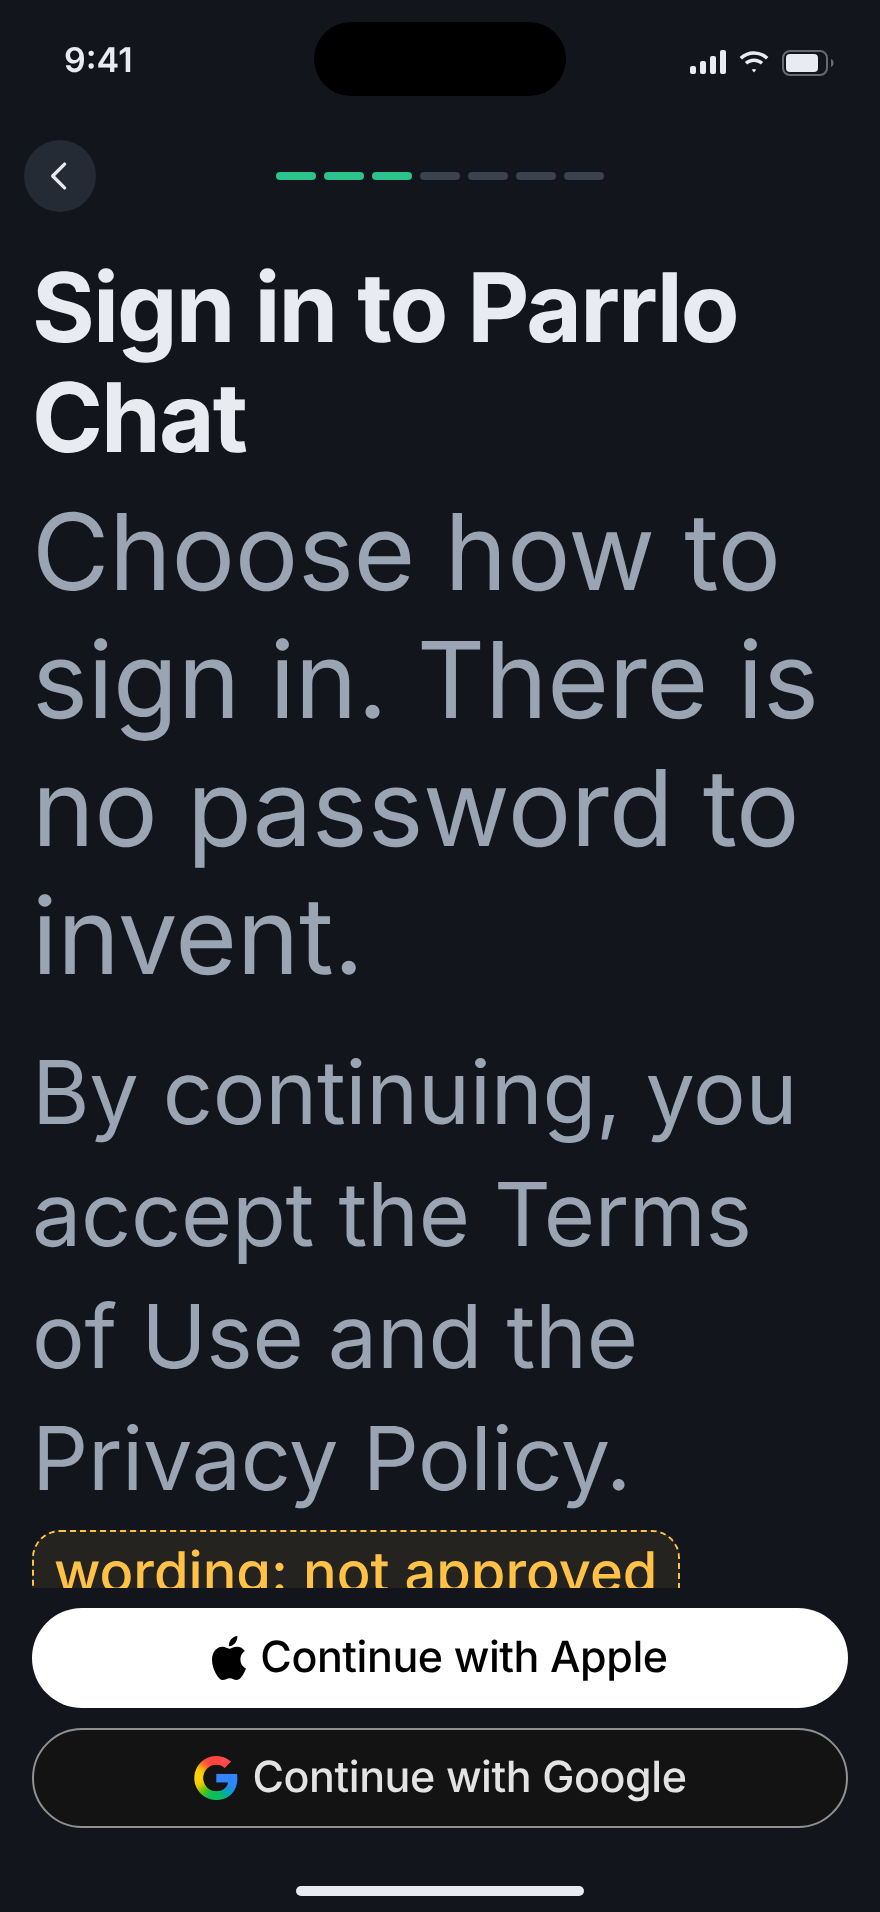 9:41
Sign in to Parrlo
Chat
Choose how to
sign in. There is
no password to
invent.
By continuing, you
accept the Terms
of Use and the
Privacy Policy.
wording: not approved
Continue with Apple
Continue with Google